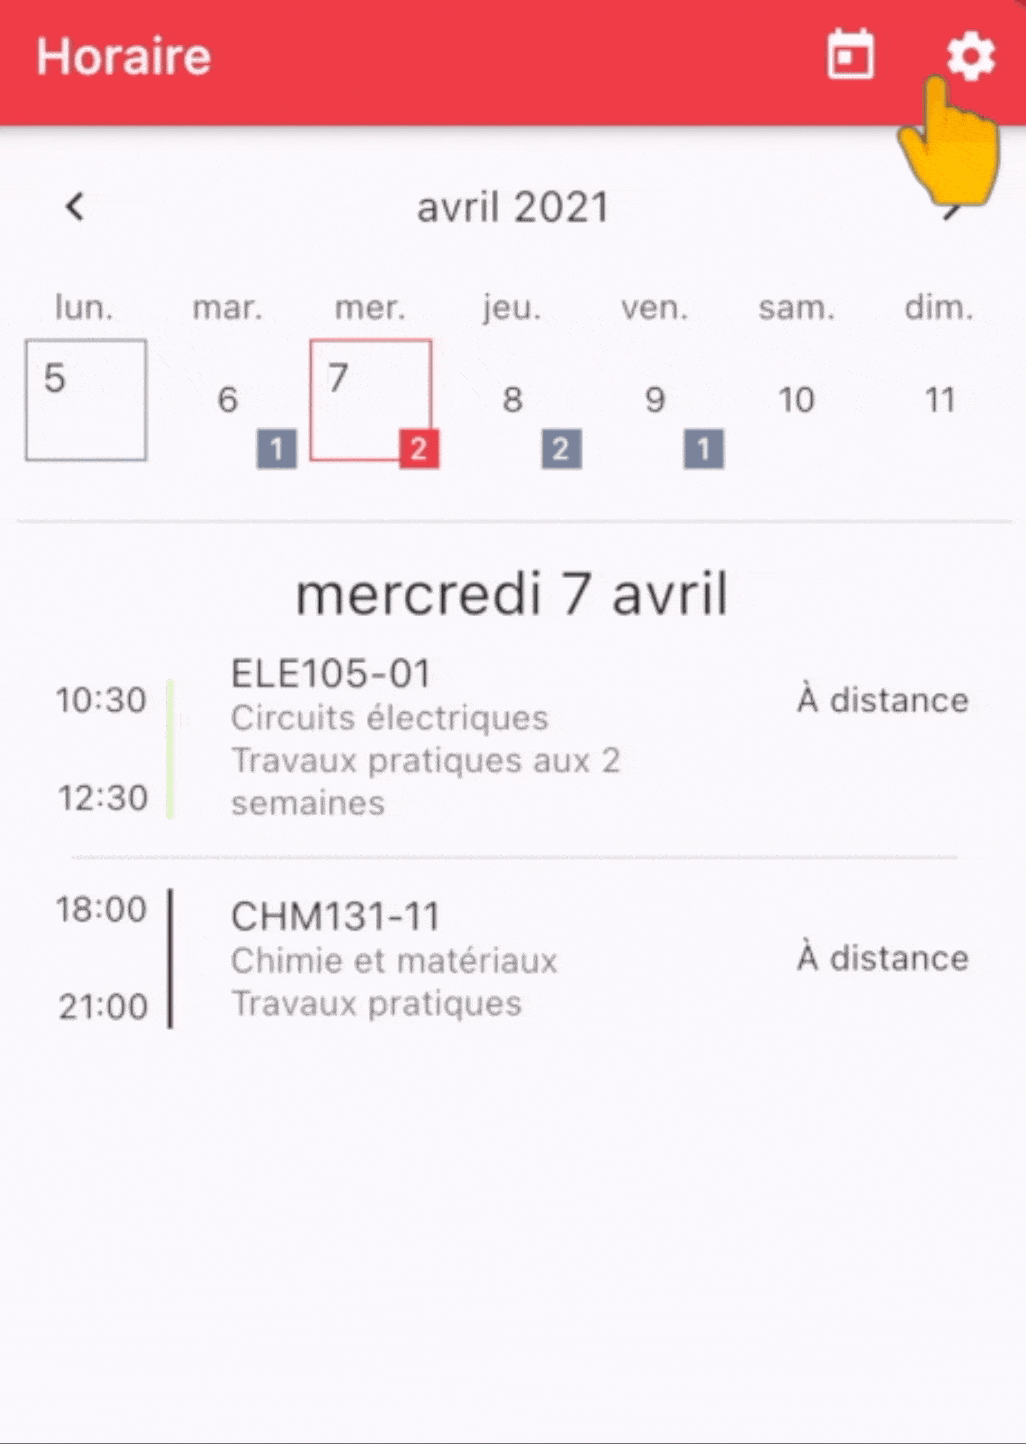 Horaire
avril 2021
lun. mar. mer. jeu. ven. sam. dim.
5 6 7 8 9 10 11
1 2 2 1
mercredi 7 avril
10:30
12:30
ELE105-01
Circuits électriques
Travaux pratiques aux 2
semaines
À distance
18:00
21:00
CHM131-11
Chimie et matériaux
Travaux pratiques
À distance